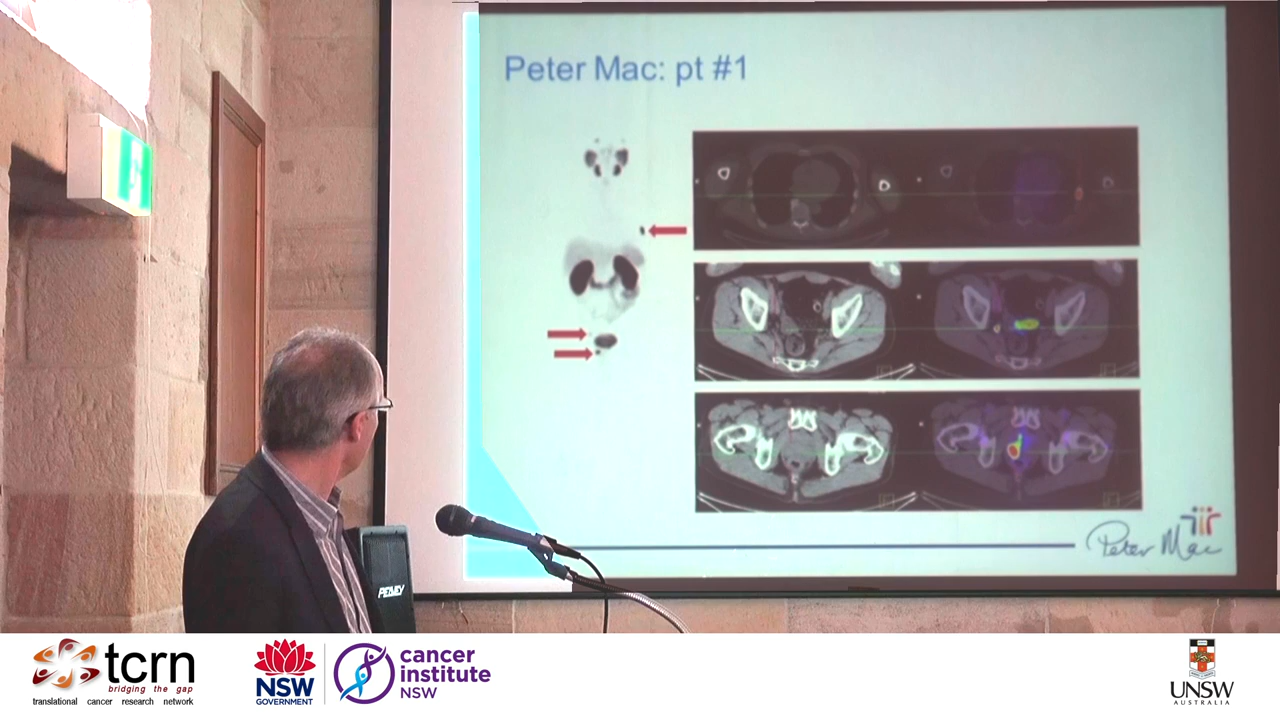 Peter Mac: pt #1
Peter Mac
PEAVEY
tcrn
bridging the gap
translational cancer research network
NSW
GOVERNMENT
cancer
institute
NSW
UNSW
AUSTRALIA